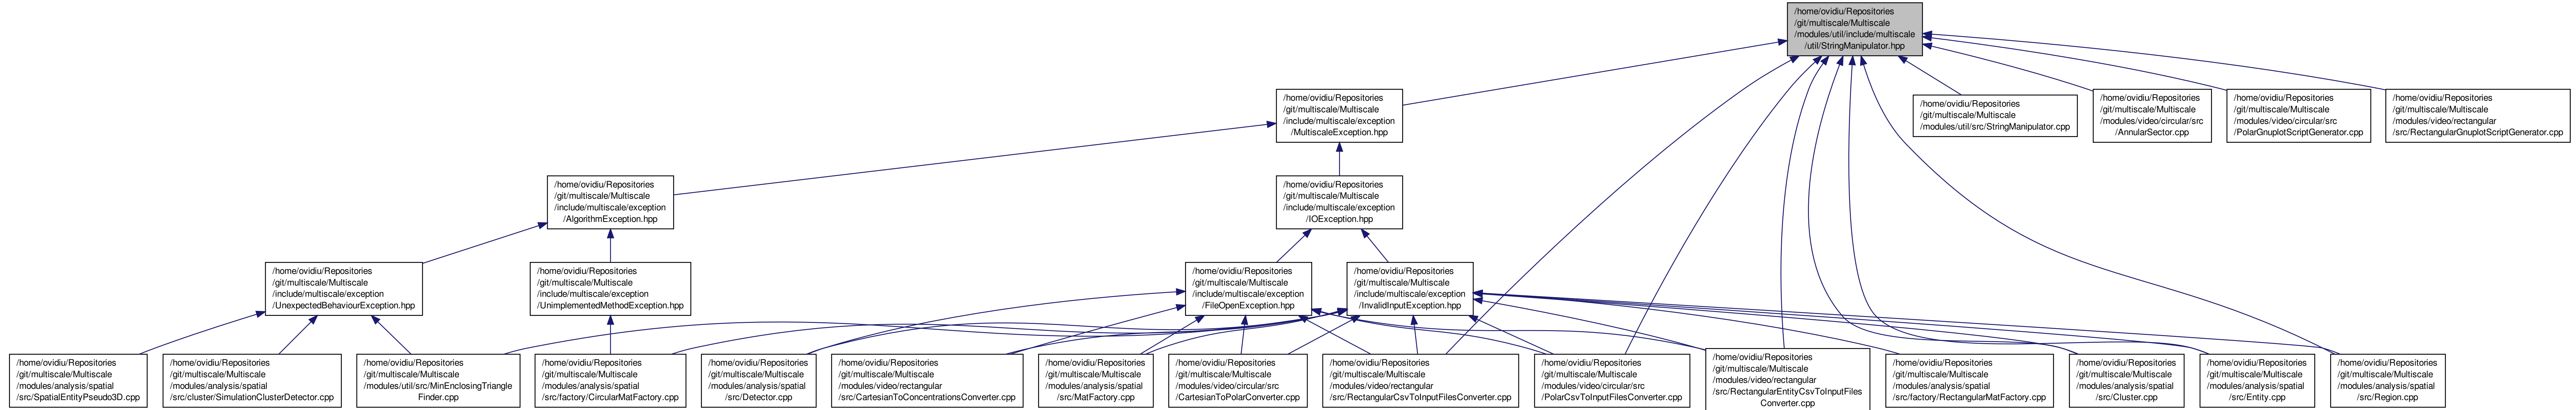 /home/ovidiu/Repositories
/git/multiscale/Multiscale
/modules/util/include/multiscale
/util/StringManipulator.hpp
/home/ovidiu/Repositories
/git/multiscale/Multiscale
/include/multiscale/exception
/MultiscaleException.hpp
/home/ovidiu/Repositories
/git/multiscale/Multiscale
/modules/util/src/StringManipulator.cpp
/home/ovidiu/Repositories
/git/multiscale/Multiscale
/modules/video/circular/src
/AnnularSector.cpp
/home/ovidiu/Repositories
/git/multiscale/Multiscale
/modules/video/circular/src
/PolarGnuplotScriptGenerator.cpp
/home/ovidiu/Repositories
/git/multiscale/Multiscale
/modules/video/rectangular
/src/RectangularGnuplotScriptGenerator.cpp
/home/ovidiu/Repositories
/git/multiscale/Multiscale
/include/multiscale/exception
/AlgorithmException.hpp
/home/ovidiu/Repositories
/git/multiscale/Multiscale
/include/multiscale/exception
/IOException.hpp
/home/ovidiu/Repositories
/git/multiscale/Multiscale
/include/multiscale/exception
/UnexpectedBehaviourException.hpp
/home/ovidiu/Repositories
/git/multiscale/Multiscale
/include/multiscale/exception
/UnimplementedMethodException.hpp
/home/ovidiu/Repositories
/git/multiscale/Multiscale
/include/multiscale/exception
/FileOpenException.hpp
/home/ovidiu/Repositories
/git/multiscale/Multiscale
/include/multiscale/exception
/InvalidInputException.hpp
/home/ovidiu/Repositories
/git/multiscale/Multiscale
/modules/analysis/spatial
/src/SpatialEntityPseudo3D.cpp
/home/ovidiu/Repositories
/git/multiscale/Multiscale
/modules/analysis/spatial
/src/cluster/SimulationClusterDetector.cpp
/home/ovidiu/Repositories
/git/multiscale/Multiscale
/modules/util/src/MinEnclosingTriangle
Finder.cpp
/home/ovidiu/Repositories
/git/multiscale/Multiscale
/modules/analysis/spatial
/src/factory/CircularMatFactory.cpp
/home/ovidiu/Repositories
/git/multiscale/Multiscale
/modules/analysis/spatial
/src/Detector.cpp
/home/ovidiu/Repositories
/git/multiscale/Multiscale
/modules/video/rectangular
/src/CartesianToConcentrationsConverter.cpp
/home/ovidiu/Repositories
/git/multiscale/Multiscale
/modules/analysis/spatial
/src/MatFactory.cpp
/home/ovidiu/Repositories
/git/multiscale/Multiscale
/modules/video/circular/src
/CartesianToPolarConverter.cpp
/home/ovidiu/Repositories
/git/multiscale/Multiscale
/modules/video/rectangular
/src/RectangularCsvToInputFilesConverter.cpp
/home/ovidiu/Repositories
/git/multiscale/Multiscale
/modules/video/circular/src
/PolarCsvToInputFilesConverter.cpp
/home/ovidiu/Repositories
/git/multiscale/Multiscale
/modules/video/rectangular
/src/RectangularEntityCsvToInputFiles
Converter.cpp
/home/ovidiu/Repositories
/git/multiscale/Multiscale
/modules/analysis/spatial
/src/factory/RectangularMatFactory.cpp
/home/ovidiu/Repositories
/git/multiscale/Multiscale
/modules/analysis/spatial
/src/Cluster.cpp
/home/ovidiu/Repositories
/git/multiscale/Multiscale
/modules/analysis/spatial
/src/Entity.cpp
/home/ovidiu/Repositories
/git/multiscale/Multiscale
/modules/analysis/spatial
/src/Region.cpp